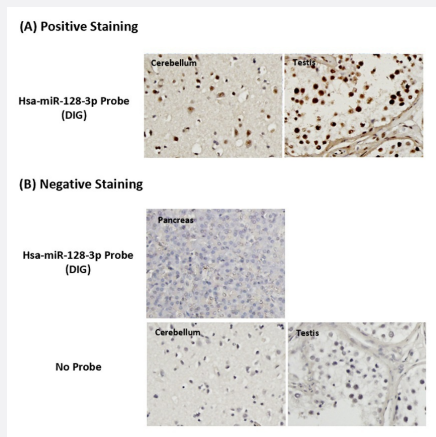 (A) Positive Staining
Cerebellum
Testis
Hsa-miR-128-3p Probe
(DIG)
(B) Negative Staining
Pancreas
Hsa-miR-128-3p Probe
(DIG)
Cerebellum
Testis
No Probe